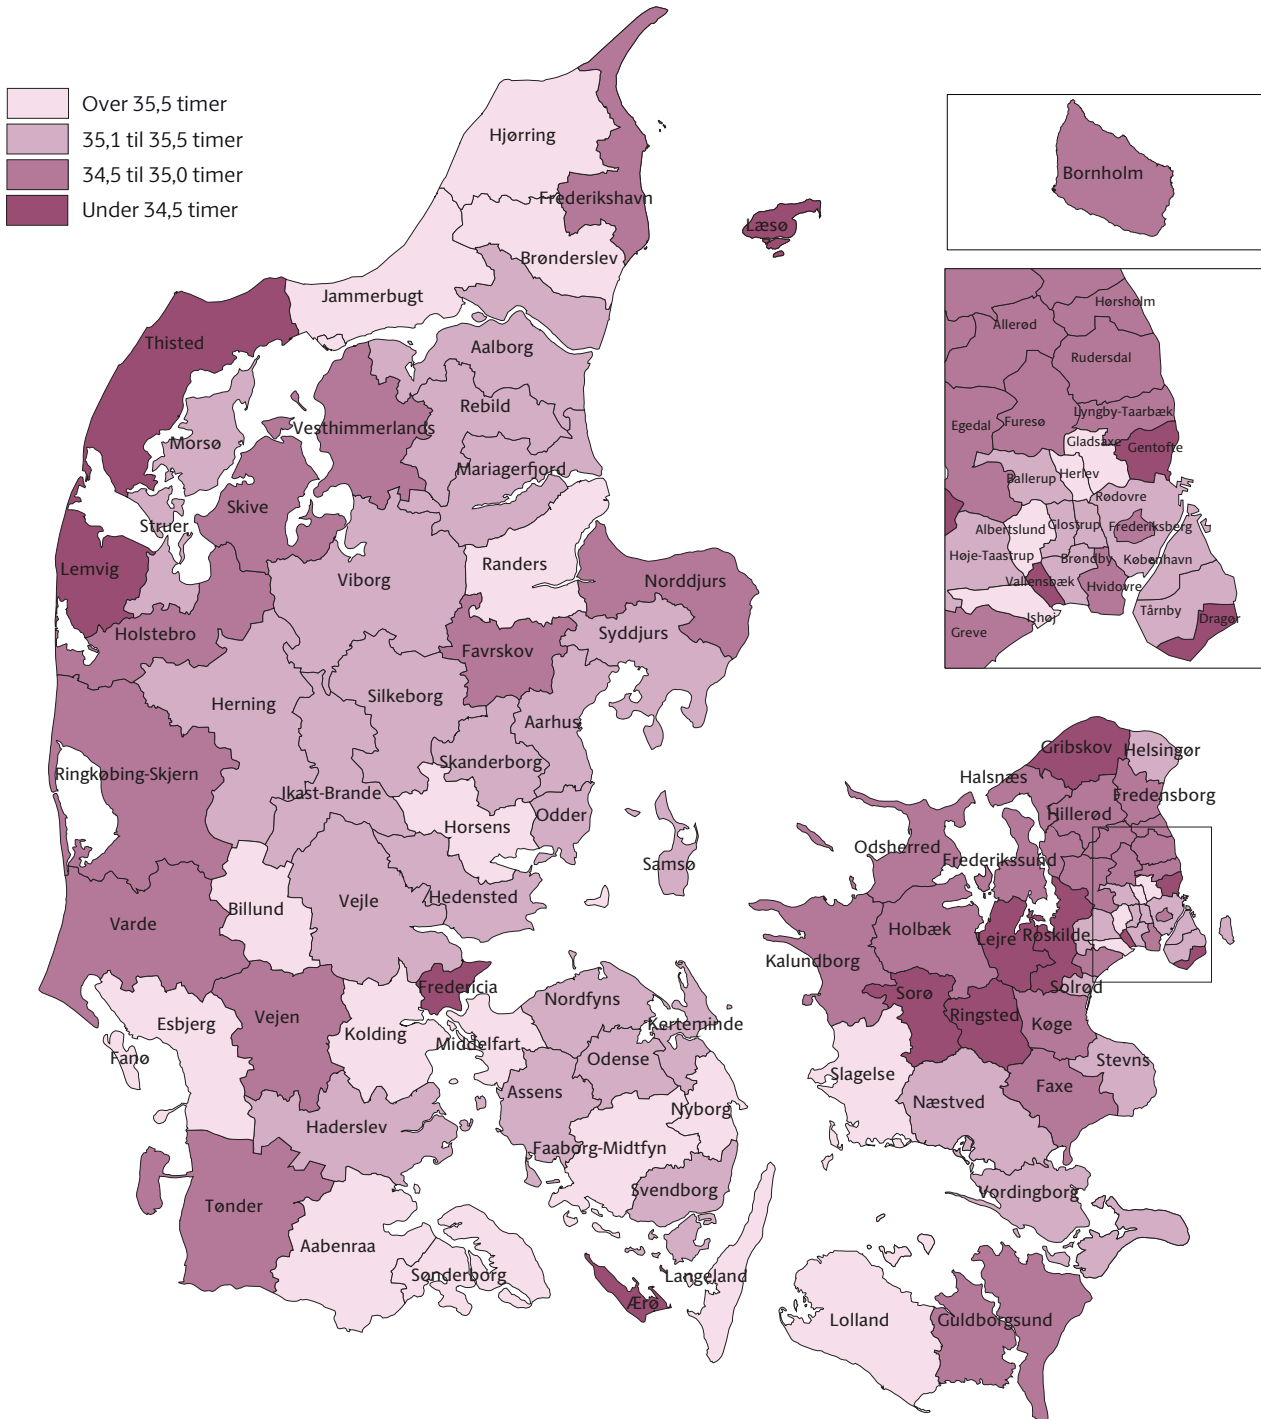 Over 35,5 timer
35,1 til 35,5 timer
34,5 til 35,0 timer
Under 34,5 timer
Hjørring
Frederikshavn
Læsø
Brønderslev
Jammerbugt
Thisted
Aalborg
Rebild
Vesthimmerlands
Morsø
Mariagerfjord
Skive
Struer
Lemvig
Viborg
Randers
Norddjurs
Holstebro
Syddjurs
Favrskov
Silkeborg
Herning
Aarhus
Skanderborg
Ringkøbing-Skjern
Ikast-Brande
Horsens
Odder
Samsø
Hedensted
Vejle
Billund
Varde
Fredericia
Nordfyns
Vejen
Esbjerg
Kolding
Middelfart
Kerteminde
Fanø
Odense
Assens
Nyborg
Haderslev
Faaborg-Midtfyn
Svendborg
Tønder
Aabenraa
Sønderborg
Langeland
Ærø
Bornholm
Hørsholm
Allerød
Rudersdal
Lyngby-Taarbæk
Egedal
Furesø
Gladsaxe
Gentofte
Ballerup
Herlev
Rødovre
Albertslund
Glostrup
Frederiksberg
Høje-Taastrup
Brøndby
København
Vallensbæk
Hvidovre
Ishøj
Tårnby
Dragør
Greve
Gribskov
Helsingør
Halsnæs
Fredensborg
Hillerød
Odsherred
Frederikssund
Holbæk
Lejre
Roskilde
Kalundborg
Solrød
Sorø
Ringsted
Køge
Stevns
Slagelse
Faxe
Næstved
Vordingborg
Lolland
Guldborgsund